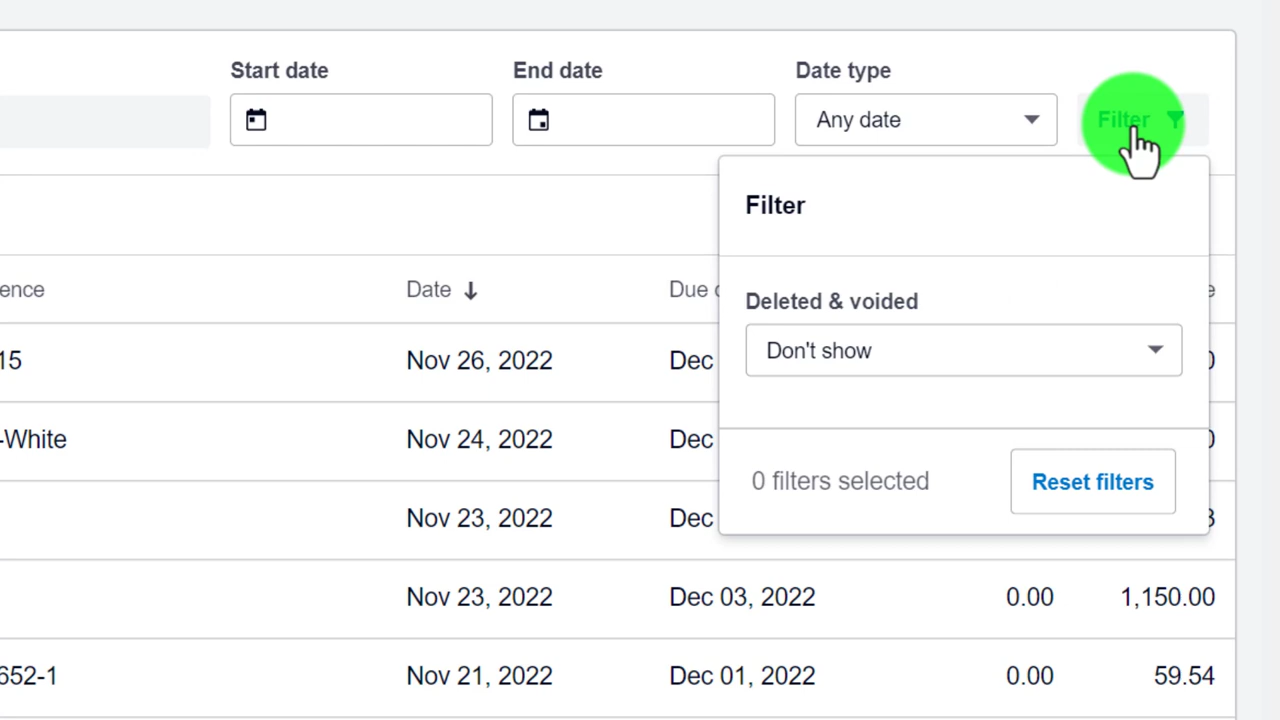 Start date
End date
Date type
Any date
Filter
Filter
Deleted & voided
Don't show
0 filters selected
Reset filters
ence
Date
Due
15
Nov 26, 2022
Dec
-White
Nov 24, 2022
Dec
Nov 23, 2022
Dec
Nov 23, 2022
Dec 03, 2022
0.00
1,150.00
652-1
Nov 21, 2022
Dec 01, 2022
0.00
59.54